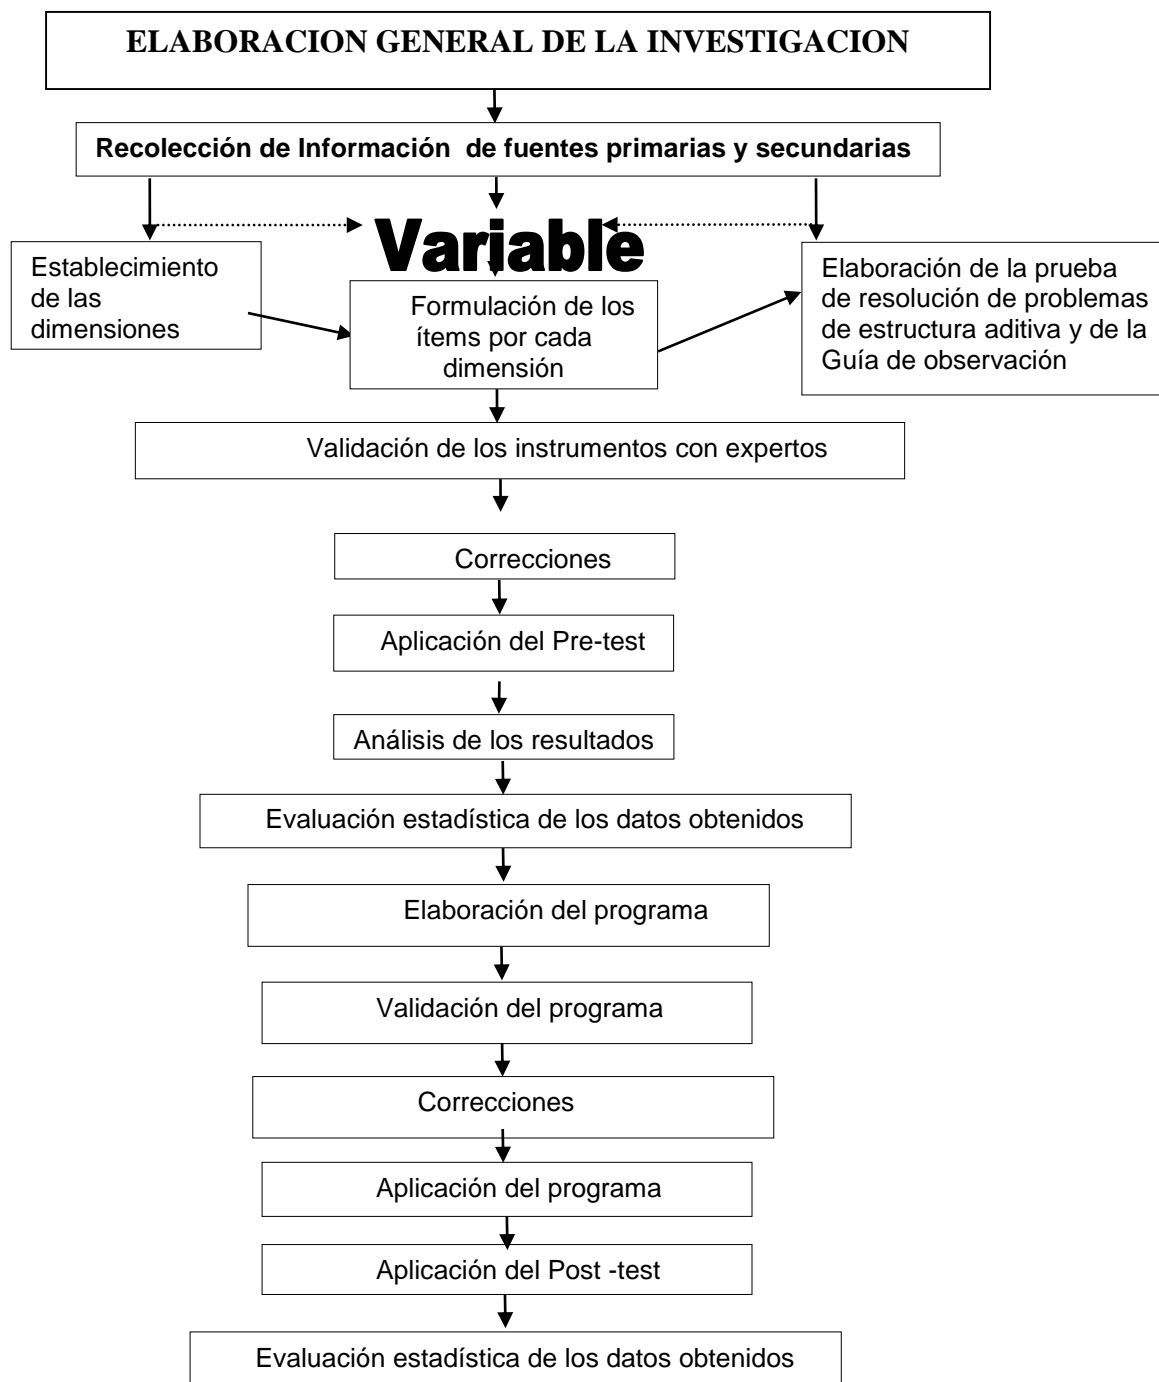 ELABORACION GENERAL DE LA INVESTIGACION
Recolección de Información de fuentes primarias y secundarias
Variable
Establecimiento
de las
dimensiones
Formulación de los
ítems por cada
dimensión
Elaboración de la prueba
de resolución de problemas
de estructura aditiva y de la
Guía de observación
Validación de los instrumentos con expertos
Correcciones
Aplicación del Pre-test
Análisis de los resultados
Evaluación estadística de los datos obtenidos
Elaboración del programa
Validación del programa
Correcciones
Aplicación del programa
Aplicación del Post -test
Evaluación estadística de los datos obtenidos